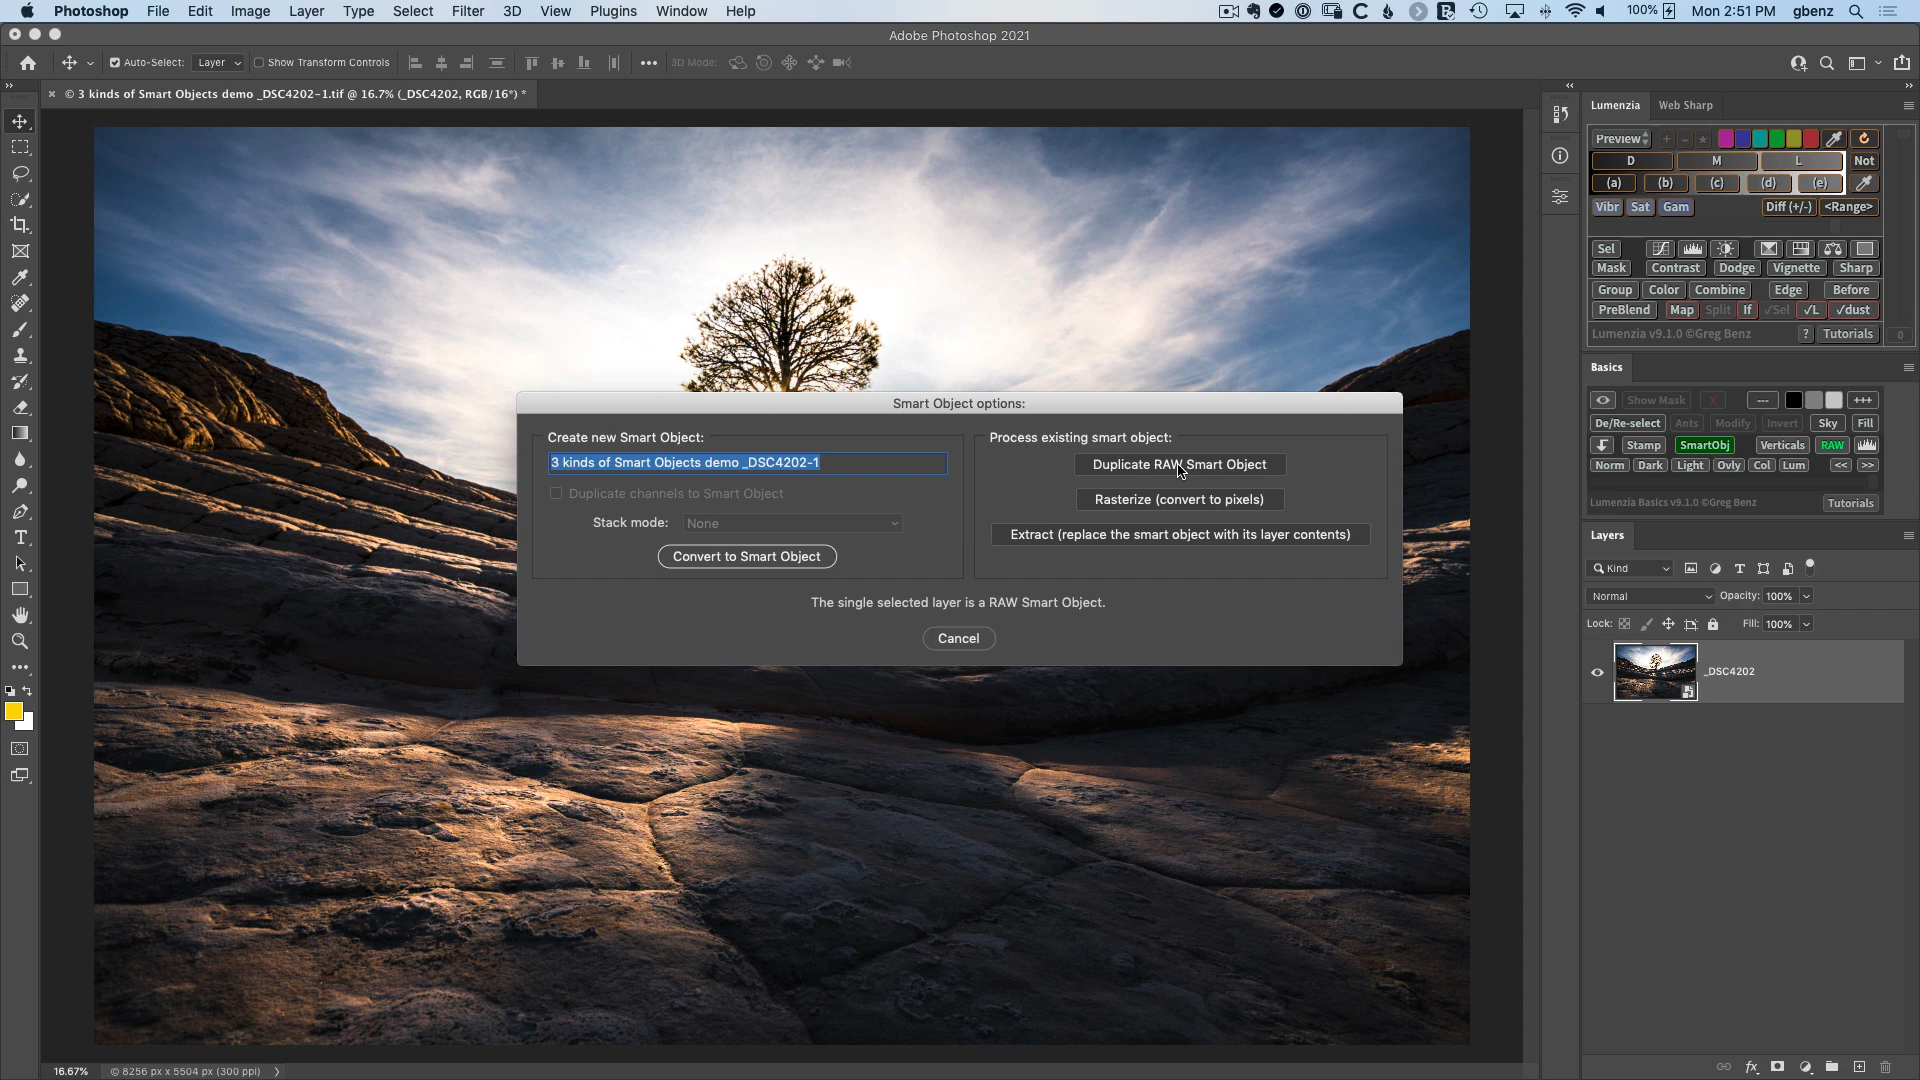 Photoshop File Edit Image Layer Type Select Filter 3D View Plugins Window Help 100% Mon 2:51 PM gbenz
Adobe Photoshop 2021
Auto-Select: Layer Show Transform Controls 3D Mode:
© 3 kinds of Smart Objects demo _DSC4202-1.tif @ 16.7% (_DSC4202, RGB/16*) *
Lumenzia Web Sharp
Preview
D M L Not
(a) (b) (c) (d) (e)
Vibr Sat Gam Diff (+/-) <Range>
Sel
Mask Contrast Dodge Vignette Sharp
Group Color Combine Edge Before
PreBlend Map Split If √Sel √L √dust
Lumenzia v9.1.0 ©Greg Benz ? Tutorials 0
Basics
Show Mask X --- +++
De/Re-select Ants Modify Invert Sky Fill
Stamp SmartObj Verticals RAW
Norm Dark Light Ovly Col Lum << >>
Lumenzia Basics v9.1.0 ©Greg Benz Tutorials
Layers
Kind
Normal Opacity: 100%
Lock: Fill: 100%
_DSC4202
Smart Object options:
Create new Smart Object:
3 kinds of Smart Objects demo _DSC4202-1
Duplicate channels to Smart Object
Stack mode: None
Convert to Smart Object
Process existing smart object:
Duplicate RAW Smart Object
Rasterize (convert to pixels)
Extract (replace the smart object with its layer contents)
The single selected layer is a RAW Smart Object.
Cancel
16.67% © 8256 px x 5504 px (300 ppi)